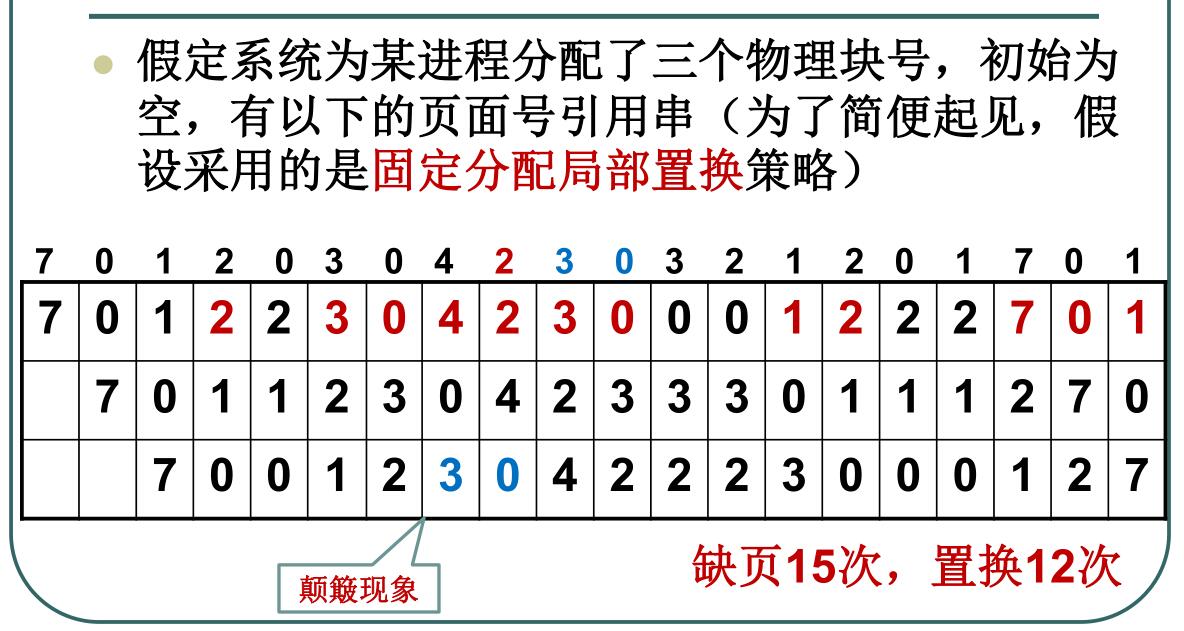 假定系统为某进程分配了三个物理块号，初始为
空，有以下的页面号引用串（为了简便起见，假
设采用的是固定分配局部置换策略）
7 0 1 2 0 3 0 4 2 3 0 3 2 1 2 0 1 7 0 1
7 0 1 2 2 3 0 4 2 3 0 0 0 1 2 2 2 7 0 1
7 0 1 1 2 3 0 4 2 3 3 3 0 1 1 1 2 7 0
7 0 0 1 2 3 0 4 2 2 2 3 0 0 0 1 2 7
缺页15次，置换12次
颠簸现象